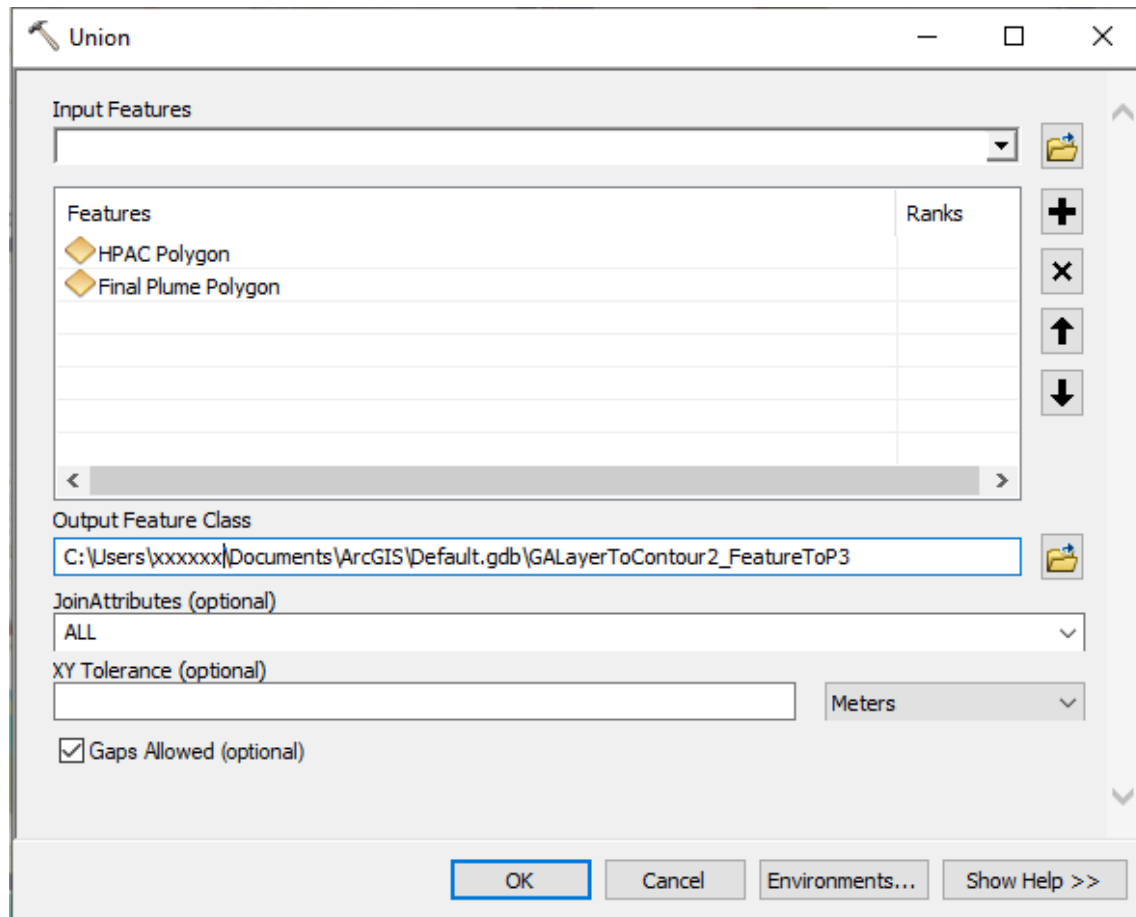 Union
Input Features
Features Ranks
HPAC Polygon
Final Plume Polygon
Output Feature Class
C:\Users\xxxxxx\Documents\ArcGIS\Default.gdb\GALayerToContour2_FeatureToP3
JoinAttributes (optional)
ALL
XY Tolerance (optional)
Meters
Gaps Allowed (optional)
OK Cancel Environments... Show Help >>